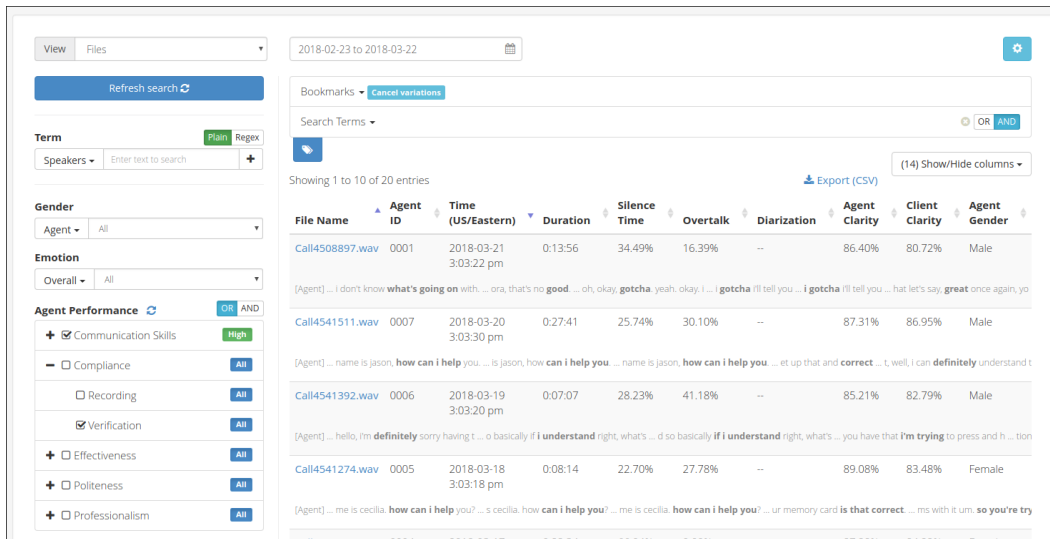 View Files
2018-02-23 to 2018-03-22
Refresh search
Bookmarks Cancel variations
Search Terms OR AND
Term Plain Regex
Speakers Enter text to search
(14) Show/Hide columns
Showing 1 to 10 of 20 entries Export (CSV)
Gender
Agent All
Emotion
Overall All
Agent Performance OR AND
Communication Skills High
Compliance All
Recording All
Verification All
Effectiveness All
Politeness All
Professionalism All
File Name Agent ID Time (US/Eastern) Duration Silence Time Overtalk Diarization Agent Clarity Client Clarity Agent Gender
Call4508897.wav 0001 2018-03-21 3:03:22 pm 0:13:56 34.49% 16.39% -- 86.40% 80.72% Male
[Agent] ... i don't know what's going on with. ... ora, that's no good. ... oh, okay, gotcha. yeah. okay. i ... i gotcha i'll tell you ... i gotcha i'll tell you ... hat let's say, great once again, yo
Call4541511.wav 0007 2018-03-20 3:03:30 pm 0:27:41 25.74% 30.10% -- 87.31% 86.95% Male
[Agent] ... name is jason, how can i help you. ... is jason, how can i help you. ... name is jason, how can i help you. ... et up that and correct ... t, well, i can definitely understand t
Call4541392.wav 0006 2018-03-19 3:03:20 pm 0:07:07 28.23% 41.18% -- 85.21% 82.79% Male
[Agent] ... hello, i'm definitely sorry having t ... o basically if i understand right, what's ... d so basically if i understand right, what's ... you have that i'm trying to press and h ... tion
Call4541274.wav 0005 2018-03-18 3:03:18 pm 0:08:14 22.70% 27.78% -- 89.08% 83.48% Female
[Agent] ... me is cecilia. how can i help you? ... s cecilia. how can i help you? ... me is cecilia. how can i help you? ... ur memory card is that correct. ... ms with it um. so you're try